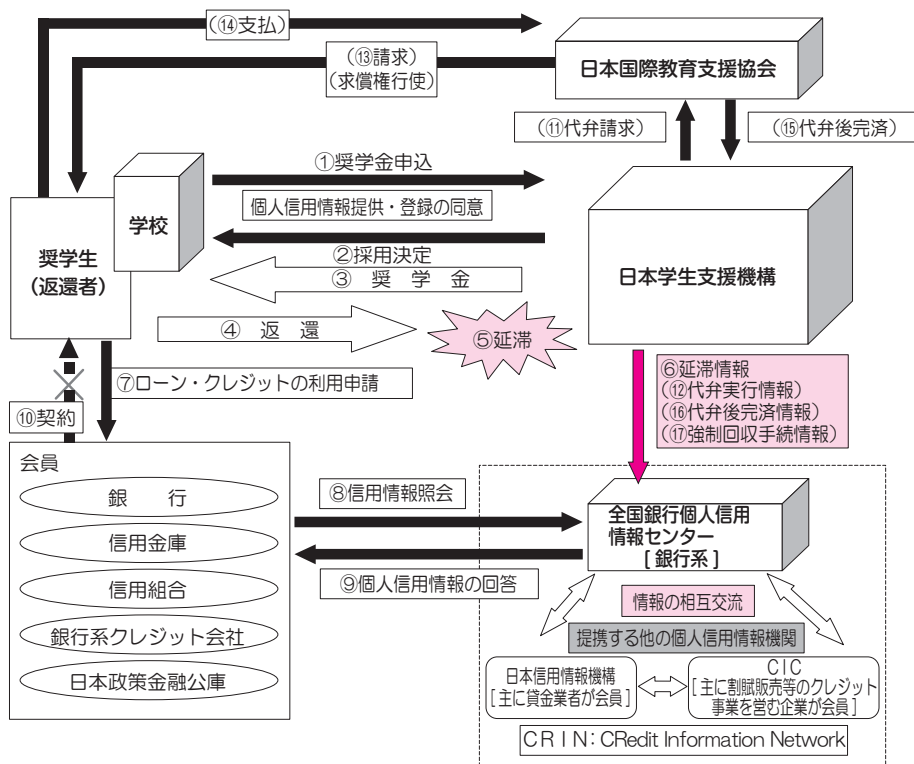 (⑭支払)
(⑬請求)
(求償権行使)
日本国際教育支援協会
(⑪代弁請求)
(⑮代弁後完済)
①奨学金申込
個人信用情報提供・登録の同意
学校
奨学生
(返還者)
②採用決定
③ 奨 学 金
日本学生支援機構
④ 返 還
⑤延滞
⑥延滞情報
(⑫代弁実行情報)
(⑯代弁後完済情報)
(⑰強制回収手続情報)
⑦ローン・クレジットの利用申請
⑩契約
会員
銀 行
信用金庫
信用組合
銀行系クレジット会社
日本政策金融公庫
⑧信用情報照会
⑨個人信用情報の回答
全国銀行個人信用
情報センター
[ 銀行系 ]
情報の相互交流
提携する他の個人信用情報機関
日本信用情報機構
[ 主に貸金業者が会員 ]
CIC
[ 主に割賦販売等のクレジット
事業を営む企業が会員 ]
CRIN: CRedit Information Network